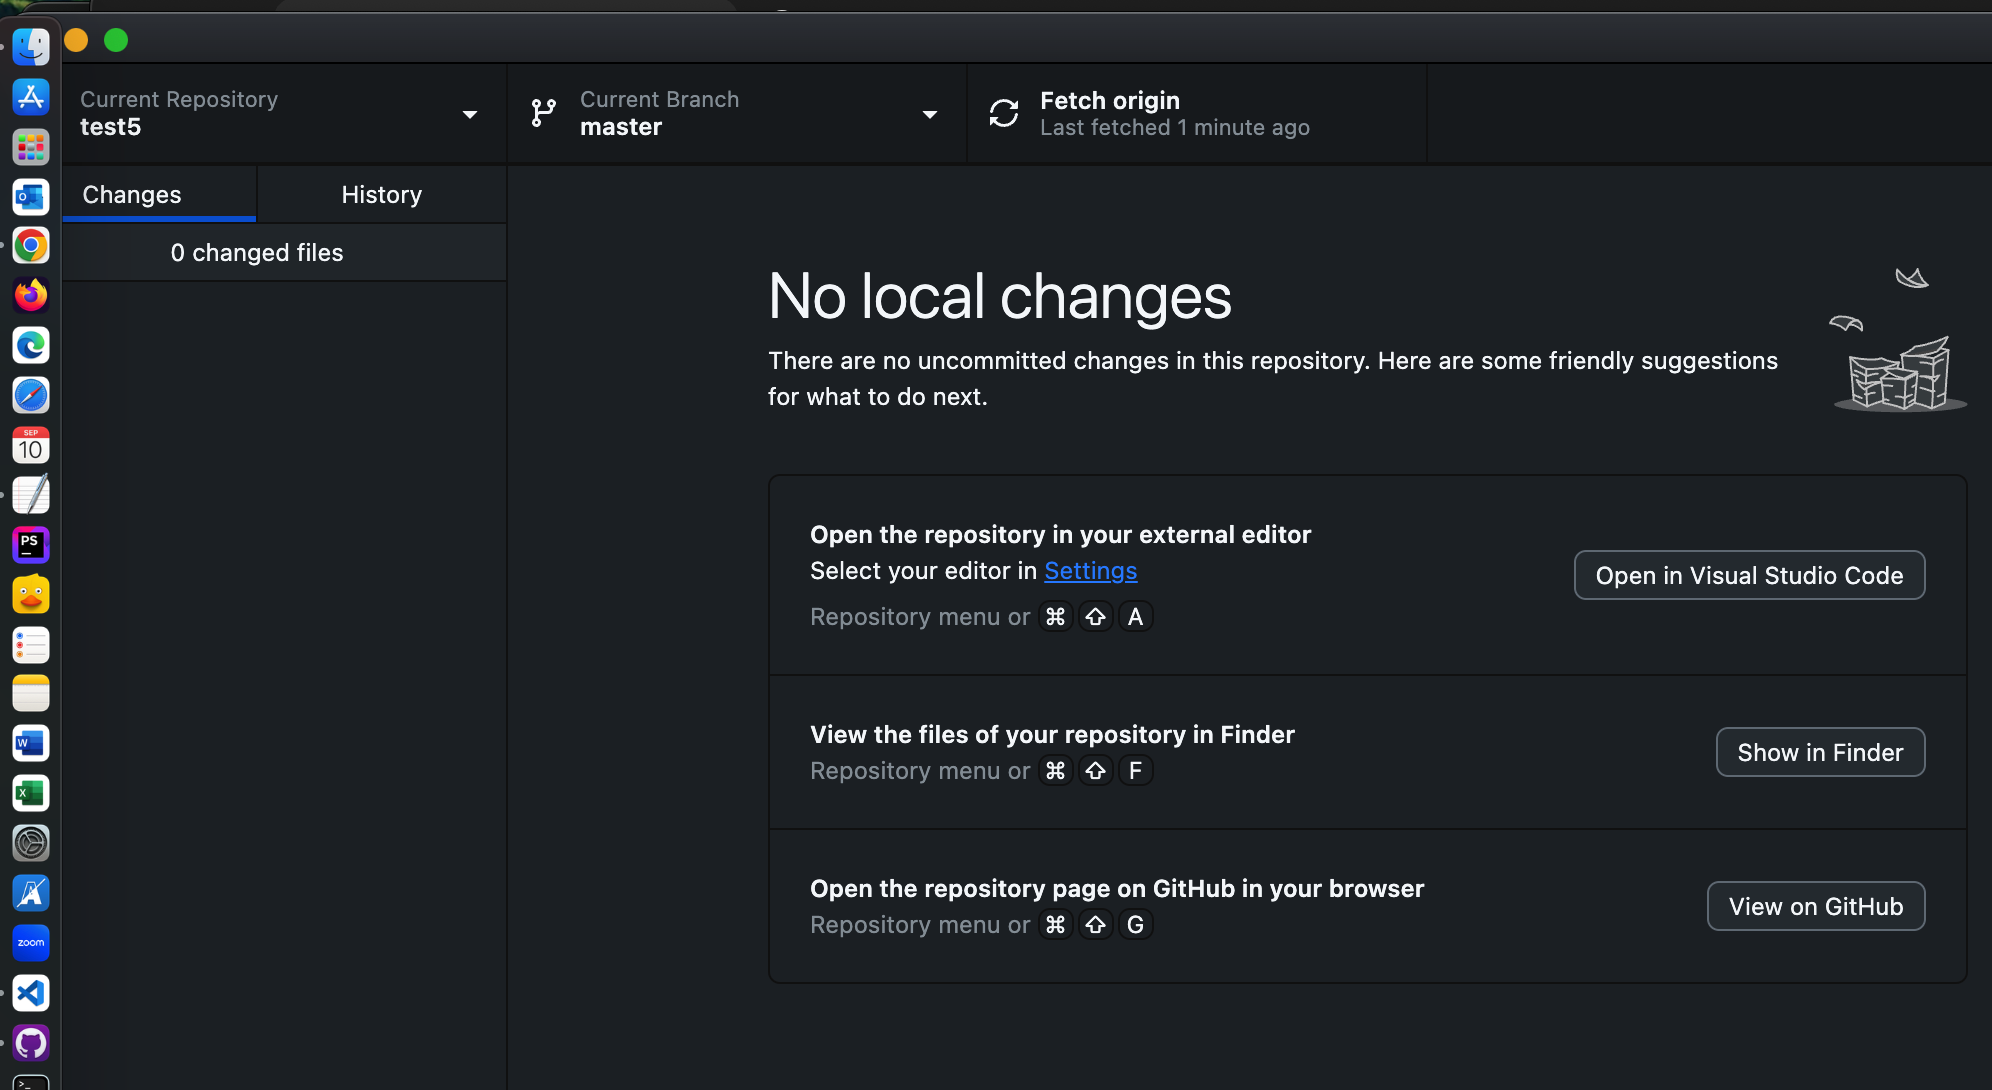 Current Repository
test5
Current Branch
master
Fetch origin
Last fetched 1 minute ago
Changes
History
0 changed files
No local changes
There are no uncommitted changes in this repository. Here are some friendly suggestions
for what to do next.
Open the repository in your external editor
Select your editor in Settings
Repository menu or ⌘ ⇧ A
Open in Visual Studio Code
View the files of your repository in Finder
Repository menu or ⌘ ⇧ F
Show in Finder
Open the repository page on GitHub in your browser
Repository menu or ⌘ ⇧ G
View on GitHub
SEP
10
PS
W
X
zoom